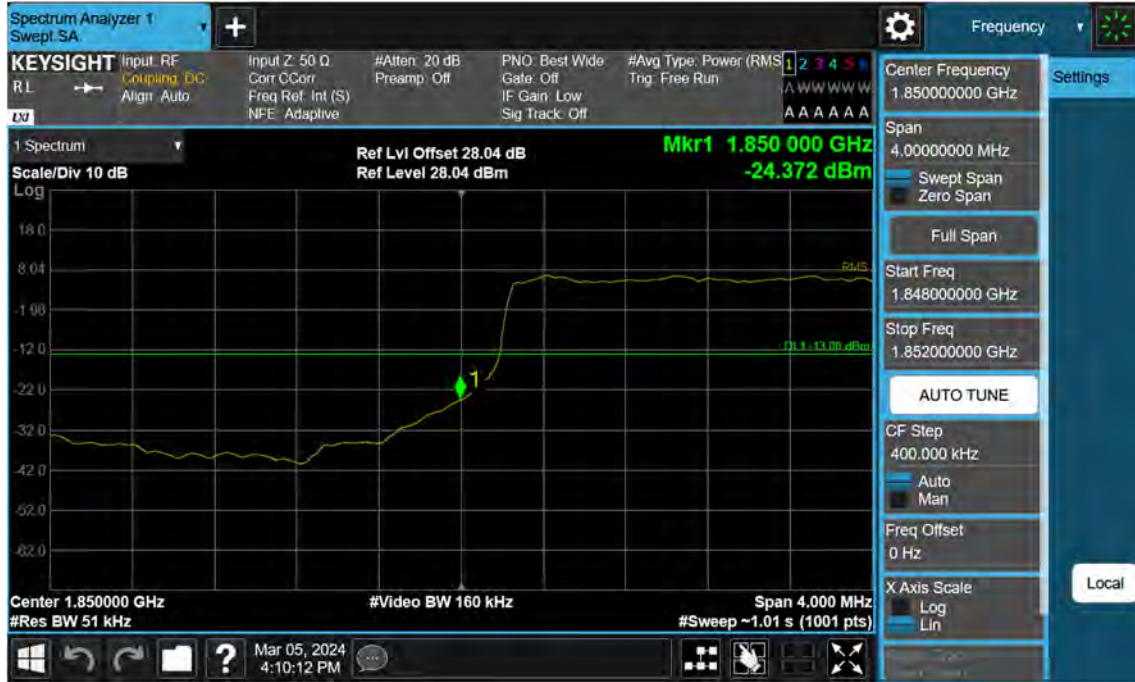 Spectrum Analyzer 1
Swept SA
+
Frequency
KEYSIGHT
RL
LXI
Input: RF
Coupling: DC
Align: Auto
Input Z: 50 Ω
Corr CCorr
Freq Ref: Int (S)
NFE: Adaptive
#Atten: 20 dB
Preamp: Off
PNO: Best Wide
Gate: Off
IF Gain: Low
Sig Track: Off
#Avg Type: Power (RMS
Trig: Free Run
1 2 3 4 5 6
A W W W W W
A A A A A A
1 Spectrum
Scale/Div 10 dB
Log
Ref Lvl Offset 28.04 dB
Ref Level 28.04 dBm
Mkr1 1.850 000 GHz
-24.372 dBm
18.0
8.04
-1.96
-12.0
-22.0
-32.0
-42.0
-52.0
-62.0
RMS
DL1 -13.00 dBm
1
Center 1.850000 GHz
#Res BW 51 kHz
#Video BW 160 kHz
Span 4.000 MHz
#Sweep ~1.01 s (1001 pts)
?
Mar 05, 2024
4:10:12 PM
Center Frequency
1.850000000 GHz
Span
4.00000000 MHz
Swept Span
Zero Span
Full Span
Start Freq
1.848000000 GHz
Stop Freq
1.852000000 GHz
AUTO TUNE
CF Step
400.000 kHz
Auto
Man
Freq Offset
0 Hz
X Axis Scale
Log
Lin
Settings
Local